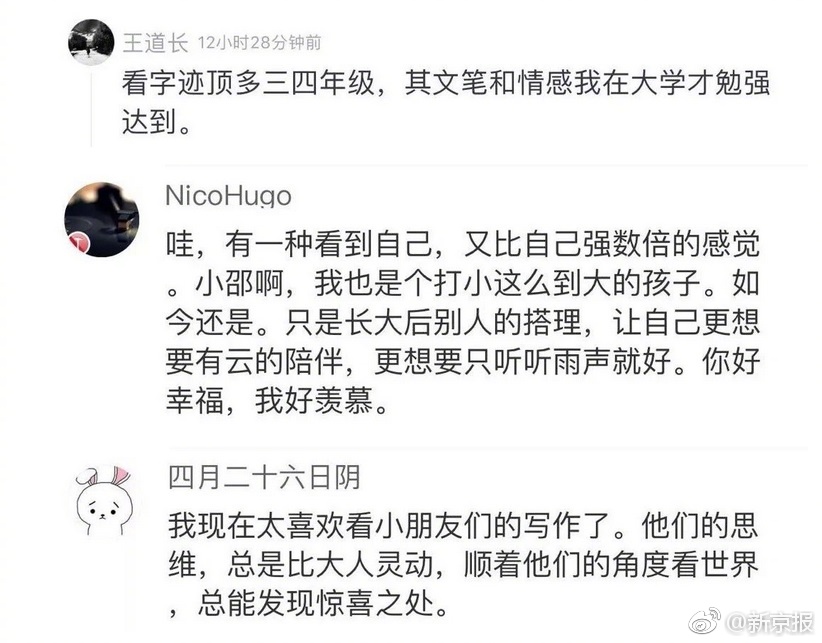 王道长 12小时28分钟前
看字迹顶多三四年级，其文笔和情感我在大学才勉强
达到。
NicoHugo
哇，有一种看到自己，又比自己强数倍的感觉
。小邵啊，我也是个打小这么到大的孩子。如
今还是。只是长大后别人的搭理，让自己更想
要有云的陪伴，更想要只听听雨声就好。你好
幸福，我好羡慕。
四月二十六日阴
我现在太喜欢看小朋友们的写作了。他们的思
维，总是比大人灵动，顺着他们的角度看世界
，总能发现惊喜之处。
@新京报